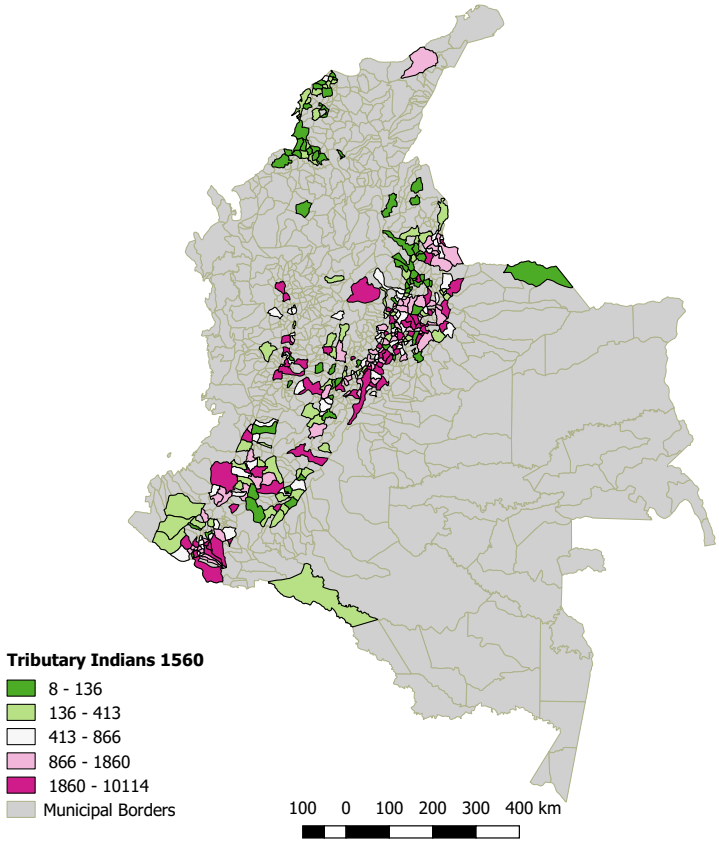 Tributary Indians 1560
8 - 136
136 - 413
413 - 866
866 - 1860
1860 - 10114
Municipal Borders
100 0 100 200 300 400 km